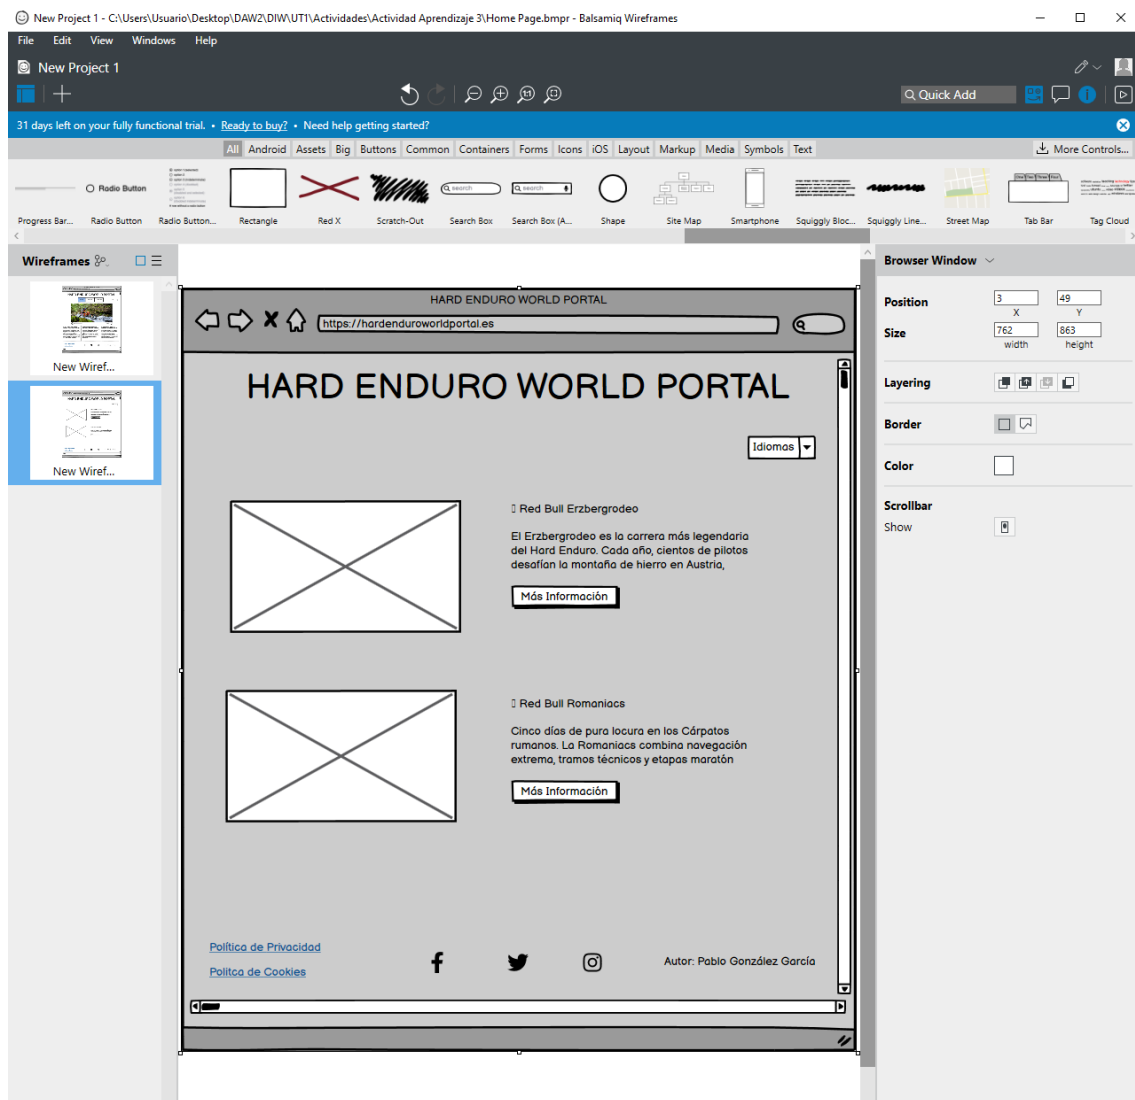 New Project 1 - C:\Users\Usuario\Desktop\DAW2\DIW\UT1\Actividades\Actividad Aprendizaje 3\Home Page.bmpr - Balsamiq Wireframes
File Edit View Windows Help
New Project 1
Quick Add
31 days left on your fully functional trial. • Ready to buy? • Need help getting started?
All Android Assets Big Buttons Common Containers Forms Icons iOS Layout Markup Media Symbols Text
More Controls...
Radio Button
search
search
Progress Bar... Radio Button Radio Button... Rectangle Red X Scratch-Out Search Box Search Box (A... Shape Site Map Smartphone Squiggly Bloc... Squiggly Line... Street Map Tab Bar Tag Cloud
Wireframes
New Wiref...
New Wiref...
HARD ENDURO WORLD PORTAL
https://hardenduroworldportal.es
HARD ENDURO WORLD PORTAL
Idiomas
Red Bull Erzbergrodeo
El Erzbergrodeo es la carrera más legendaria
del Hard Enduro. Cada año, cientos de pilotos
desafían la montaña de hierro en Austria,
Más Información
Red Bull Romaniacs
Cinco días de pura locura en los Cárpatos
rumanos. La Romaniacs combina navegación
extrema, tramos técnicos y etapas maratón
Más Información
Política de Privacidad
Politca de Cookies
Autor: Pablo González García
Browser Window
Position
3 49
X Y
Size
762 863
width height
Layering
Border
Color
Scrollbar
Show